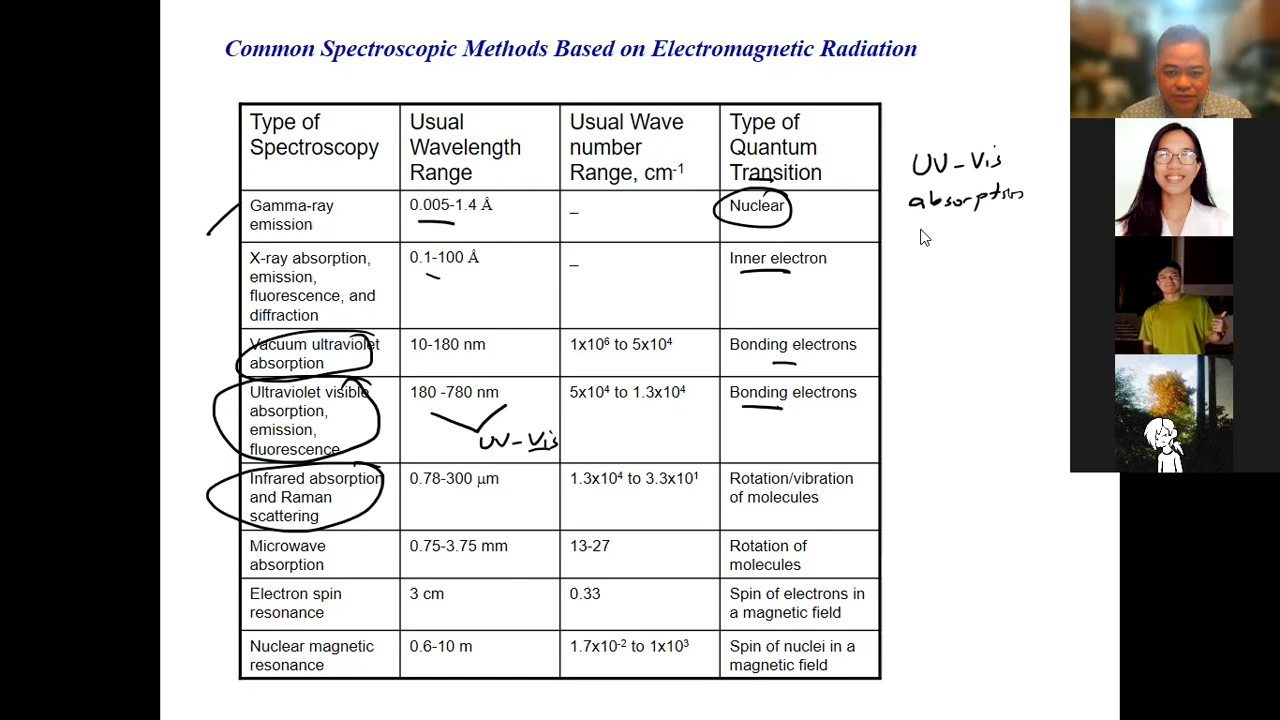 Common Spectroscopic Methods Based on Electromagnetic Radiation
Type of
Spectroscopy
Usual
Wavelength
Range
Usual Wave
number
Range, cm⁻¹
Type of
Quantum
Transition
Gamma-ray
emission
0.005-1.4 Å
–
Nuclear
X-ray absorption,
emission,
fluorescence, and
diffraction
0.1-100 Å
–
Inner electron
Vacuum ultraviolet
absorption
10-180 nm
1x10⁶ to 5x10⁴
Bonding electrons
Ultraviolet visible
absorption,
emission,
fluorescence
180 -780 nm
UV-Vis
5x10⁴ to 1.3x10⁴
Bonding electrons
Infrared absorption
and Raman
scattering
0.78-300 μm
1.3x10⁴ to 3.3x10¹
Rotation/vibration
of molecules
Microwave
absorption
0.75-3.75 mm
13-27
Rotation of
molecules
Electron spin
resonance
3 cm
0.33
Spin of electrons in
a magnetic field
Nuclear magnetic
resonance
0.6-10 m
1.7x10⁻² to 1x10³
Spin of nuclei in a
magnetic field
UV-Vis
absorption